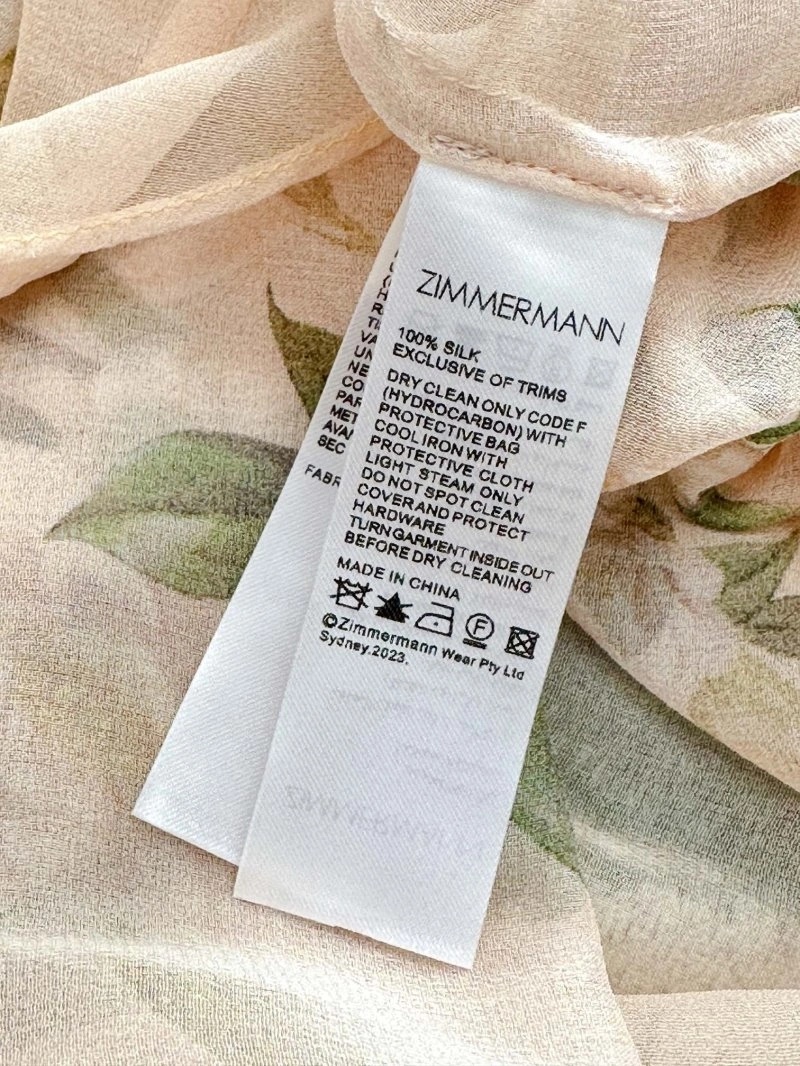 ZIMMERMANN
100% SILK
EXCLUSIVE OF TRIMS
DRY CLEAN ONLY CODE F
(HYDROCARBON) WITH
PROTECTIVE BAG
COOL IRON WITH
PROTECTIVE CLOTH
LIGHT STEAM ONLY
DO NOT SPOT CLEAN
COVER AND PROTECT
HARDWARE
TURN GARMENT INSIDE OUT
BEFORE DRY CLEANING
MADE IN CHINA
F
©Zimmermann Wear Pty Ltd
Sydney.2023.